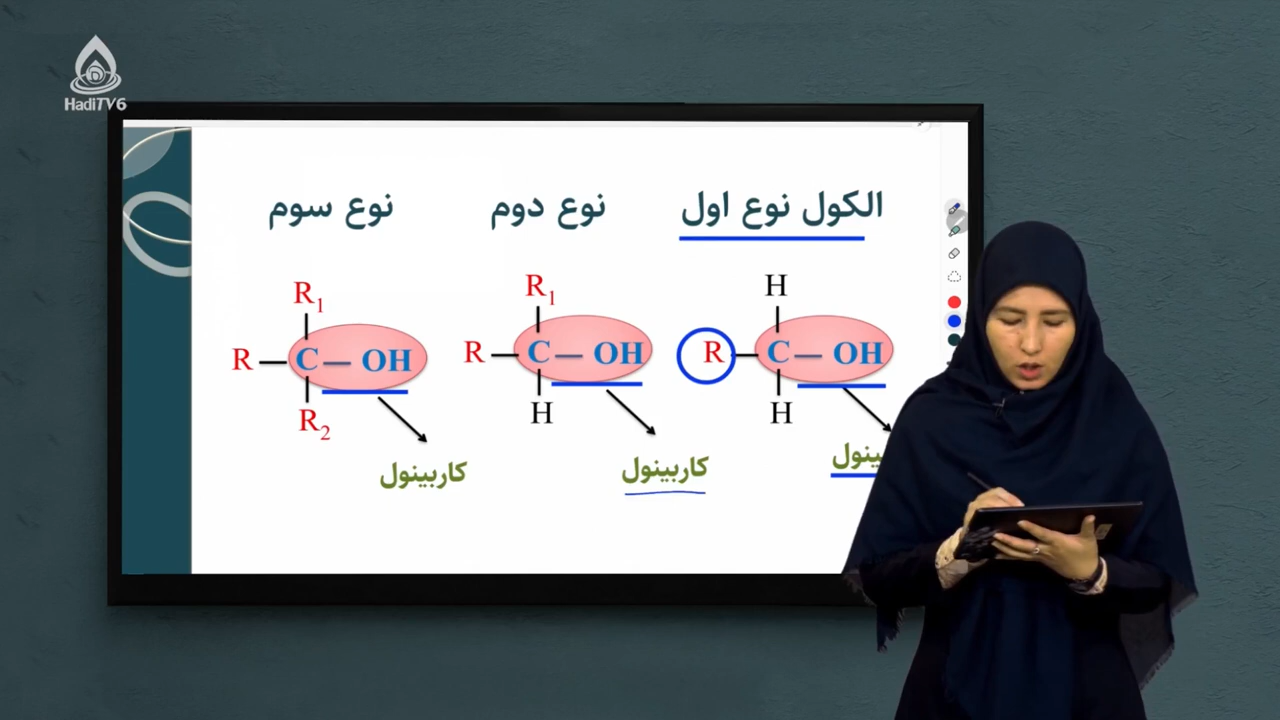 HadiTV6
الکول نوع اول
نوع دوم
نوع سوم
H
R C — OH
H
R1
R C — OH
H
R1
R C — OH
R2
کاربینول
کاربینول